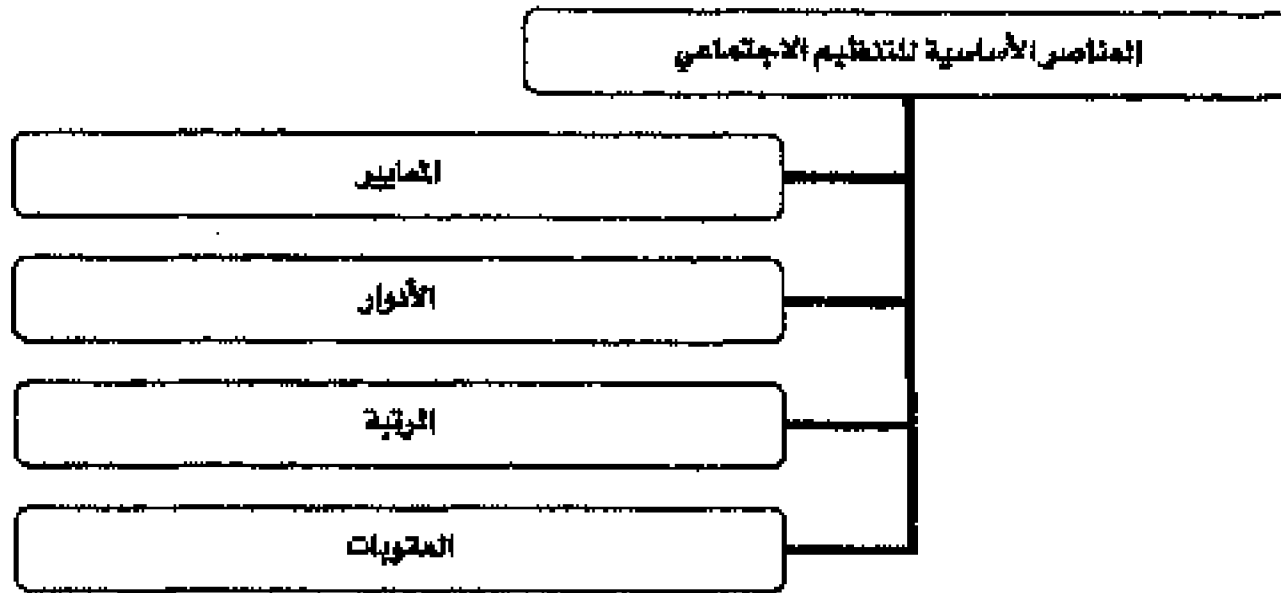 العناصر الأساسية للتنظيم الاجتماعي
المعايير
الأدوار
الرتبة
العقوبات